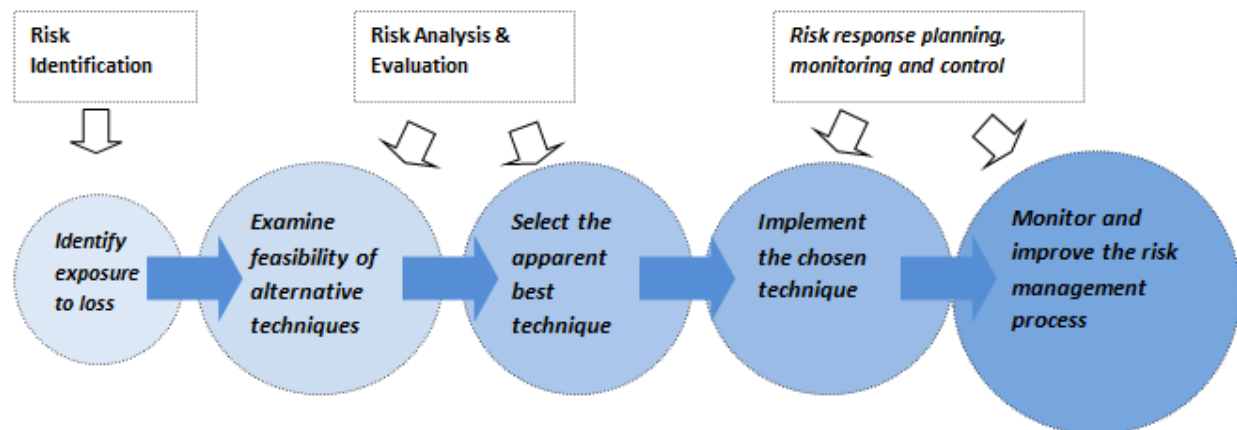 Risk
Identification
Risk Analysis &
Evaluation
Risk response planning,
monitoring and control
Identify
exposure
to loss
Examine
feasibility of
alternative
techniques
Select the
apparent
best
technique
Implement
the chosen
technique
Monitor and
improve the risk
management
process